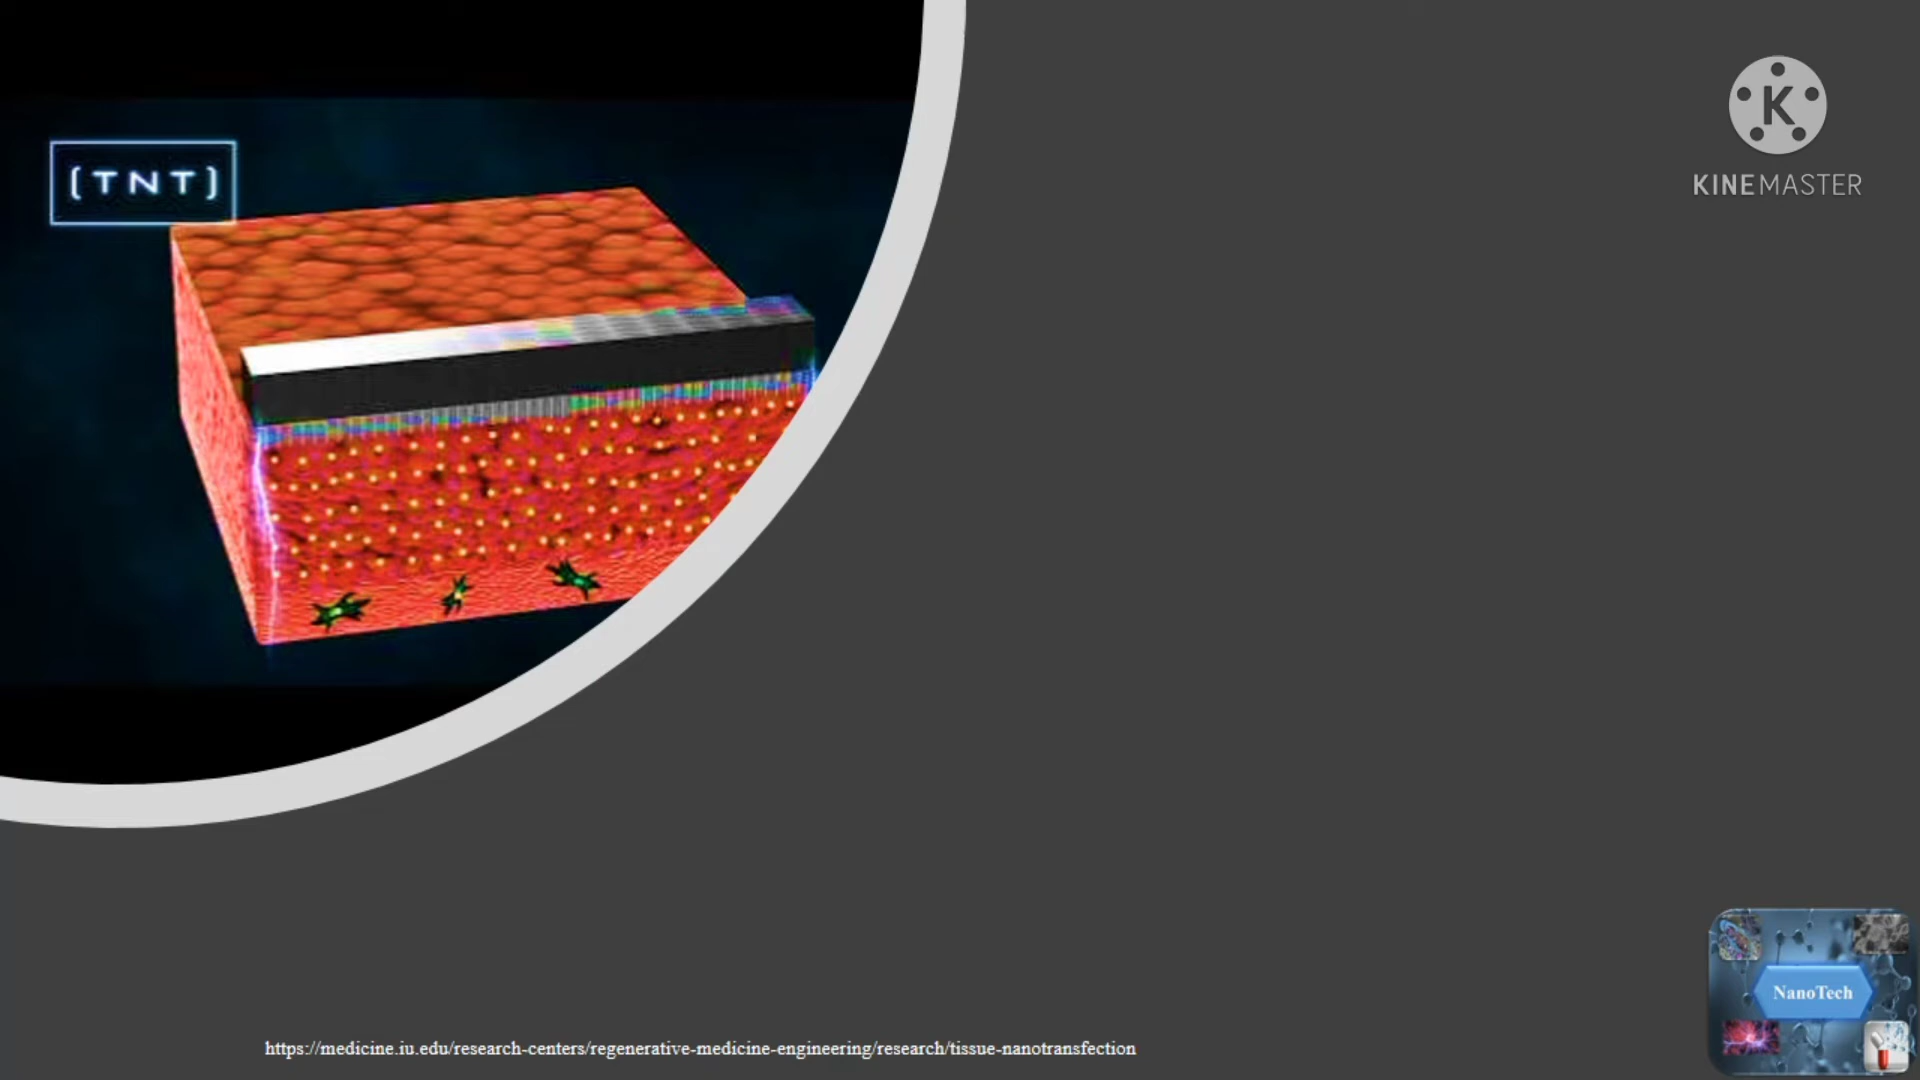 [TNT]
K
KINEMASTER
NanoTech
https://medicine.iu.edu/research-centers/regenerative-medicine-engineering/research/tissue-nanotransfection